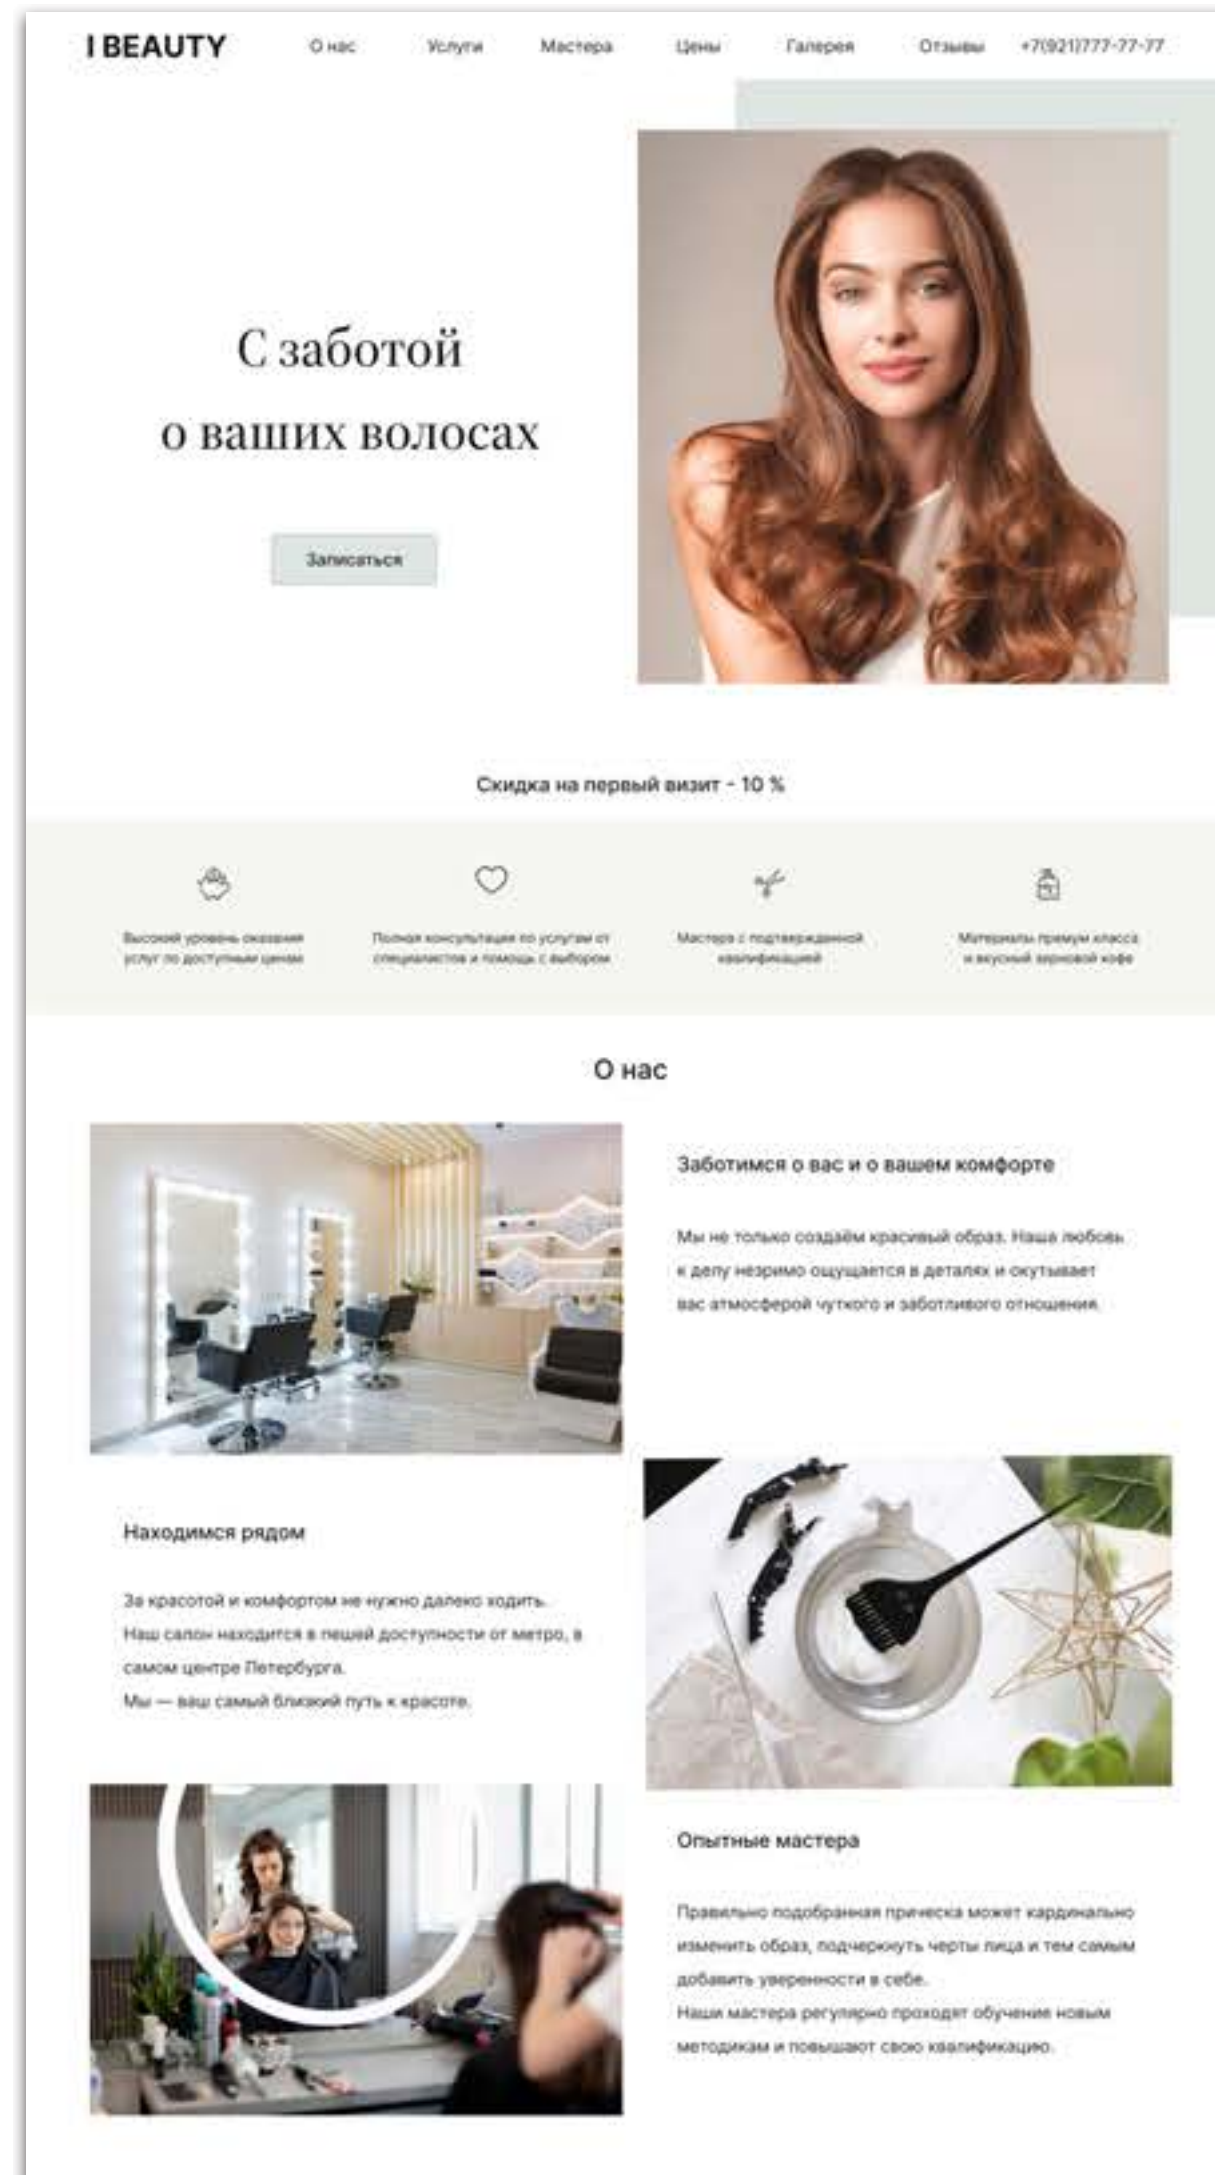 I BEAUTY
О нас
Услуги
Мастера
Цены
Галерея
Отзывы
+7(921)777-77-77
С заботой
о ваших волосах
Записаться
Скидка на первый визит - 10 %
Высокий уровень оказания
услуг по доступным ценам
Полная консультация по услугам от
специалистов и помощь с выбором
Мастера с подтвержданной
квалификацией
Материалы премум класса
и вкусный зерновой кофе
О нас
Заботимся о вас и о вашем комфорте
Мы не только создаём красивый образ. Наша любовь
к делу незримо ощущается в деталях и окутывает
вас атмосферой чуткого и заботливого отношения.
Находимся рядом
За красотой и комфортом не нужно далеко ходить.
Наш салон находится в пешей доступности от метро, в
самом центре Петербурга.
Мы — ваш самый близкий путь к красоте.
Опытные мастера
Правильно подобранная прическа может кардинально
изменить образ, подчеркнуть черты лица и тем самым
добавить уверенности в себе.
Наши мастера регулярно проходят обучение новым
методикам и повышают свою квалификацию.